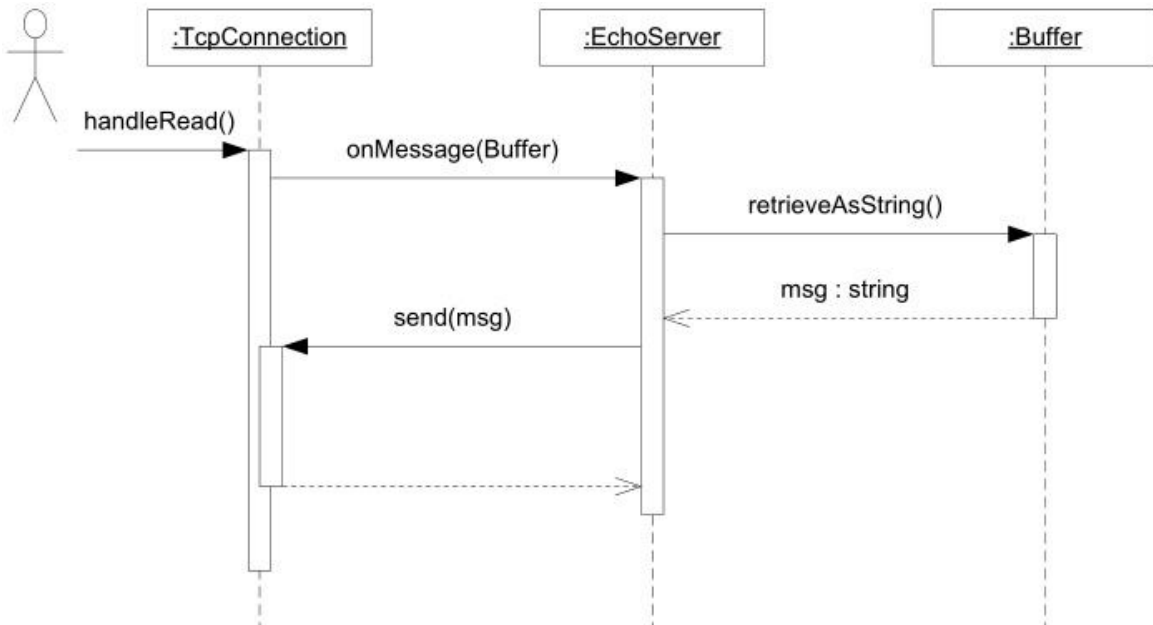 :TcpConnection
:EchoServer
:Buffer
handleRead()
onMessage(Buffer)
retrieveAsString()
msg : string
send(msg)